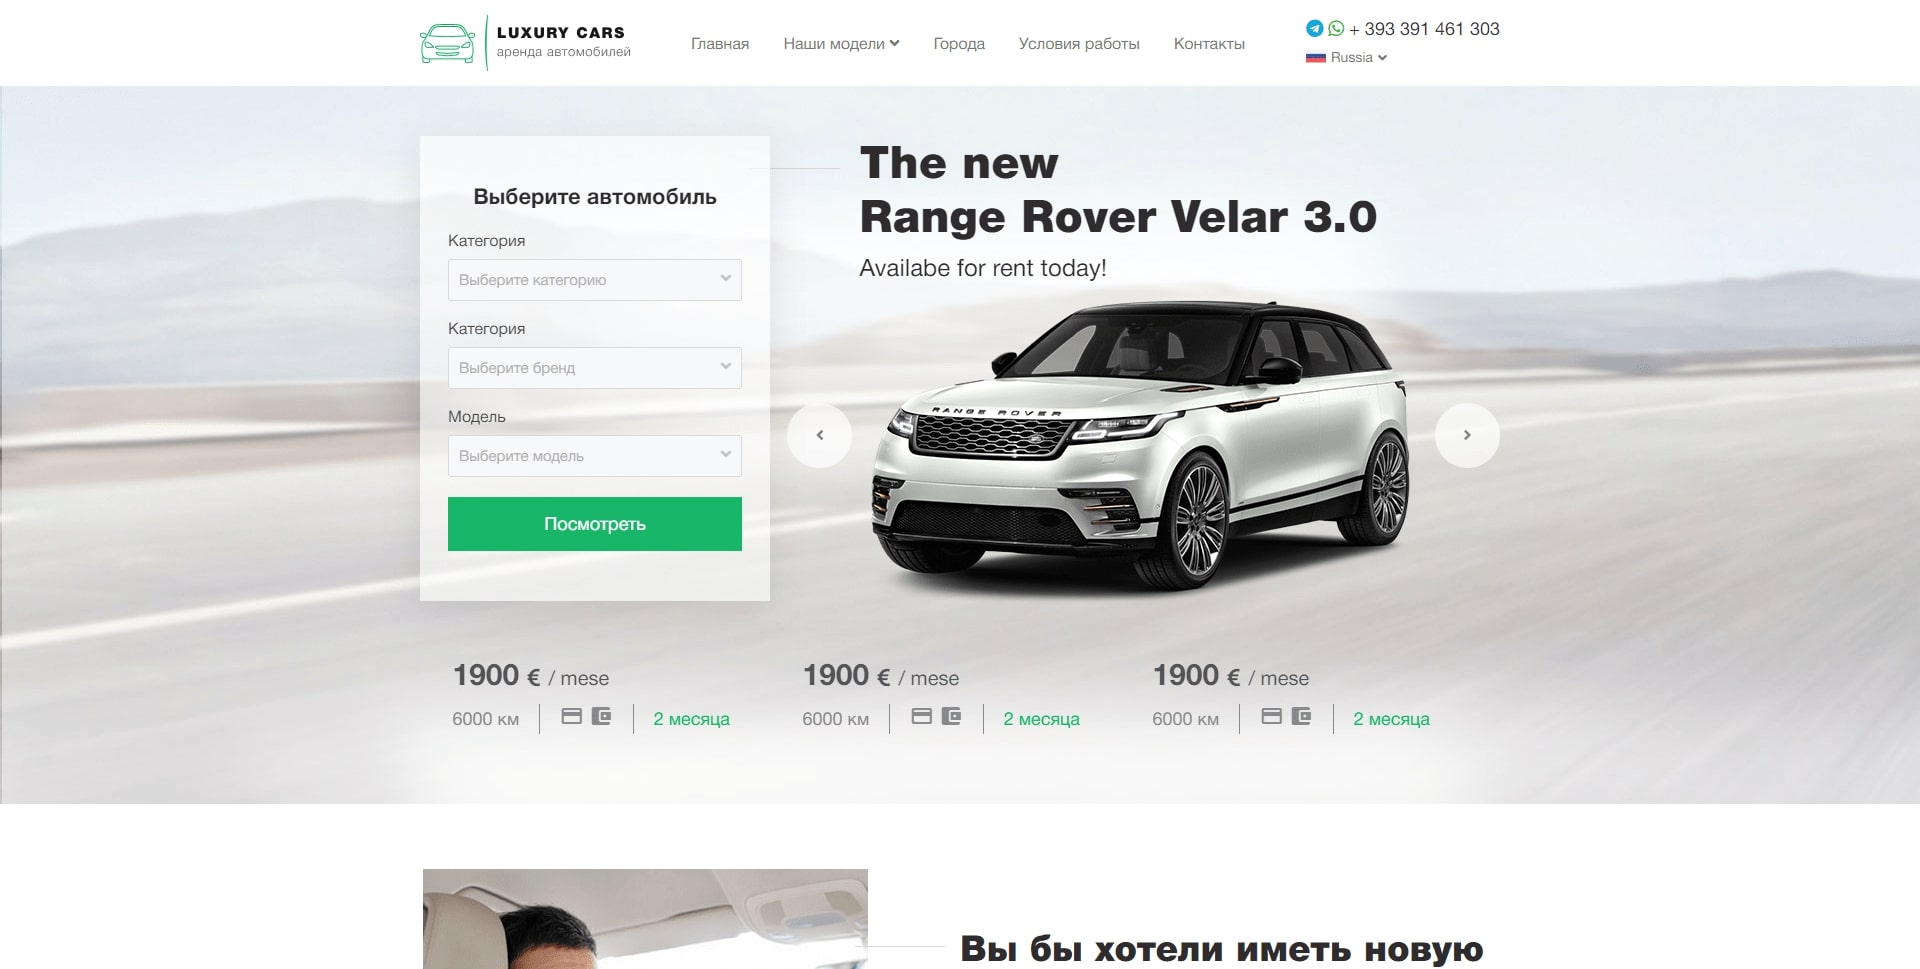 LUXURY CARS
аренда автомобилей
Главная
Наши модели
Города
Условия работы
Контакты
+ 393 391 461 303
Russia
Выберите автомобиль
Категория
Выберите категорию
Категория
Выберите бренд
Модель
Выберите модель
Посмотреть
The new
Range Rover Velar 3.0
Availabe for rent today!
RANGE ROVER
1900 € / mese
6000 км
2 месяца
1900 € / mese
6000 км
2 месяца
1900 € / mese
6000 км
2 месяца
Вы бы хотели иметь новую